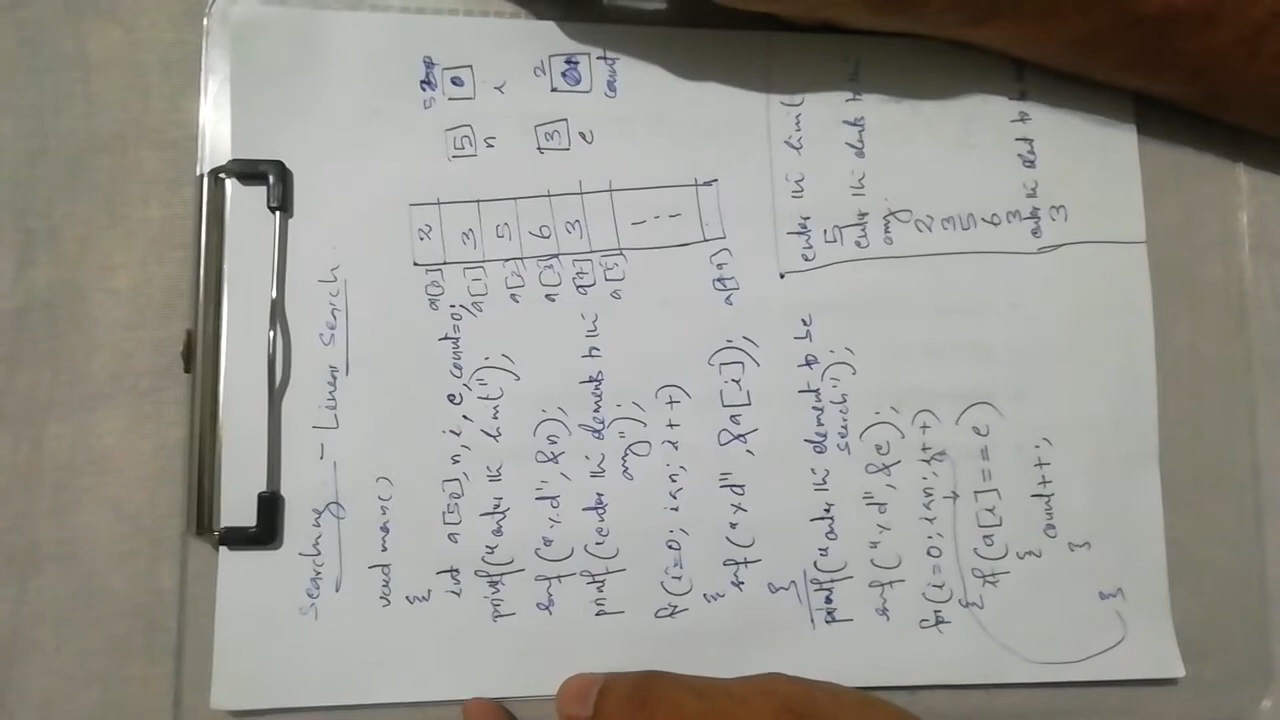 Searching - Linear Search
void main()
{
int a[50], n, i, e, count=0;
printf("enter the limit");
scanf("%d", &n);
printf("enter the elements to the
array");
for(i=0; i<n; i++)
{
scanf("%d", &a[i]);
}
printf("enter the element to be
search");
scanf("%d", &e);
for(i=0; i<n; i++)
{
if(a[i]==e)
{
count++;
}
}
a[0] 2
a[1] 3
a[2] 5
a[3] 6
a[4] 3
a[5]
a[49]
5
n
0
i
3
e
2
count
enter the limit
5
enter the elements to the
array
2
3
5
6
3
enter the element to be
3